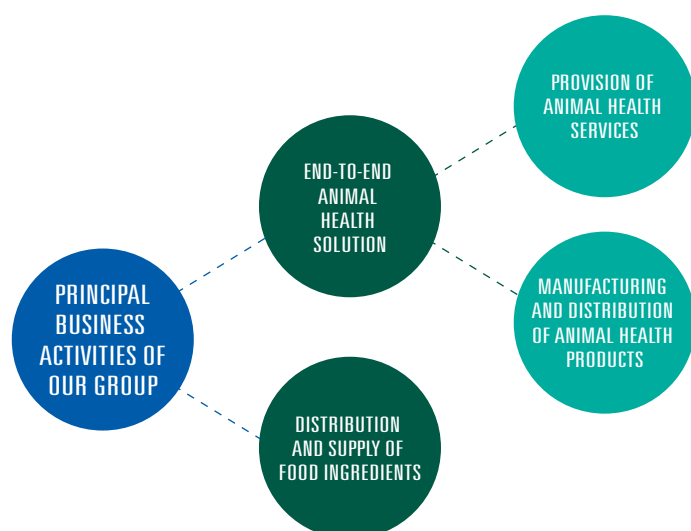 PROVISION OF
ANIMAL HEALTH
SERVICES
END-TO-END
ANIMAL
HEALTH
SOLUTION
MANUFACTURING
AND DISTRIBUTION
OF ANIMAL HEALTH
PRODUCTS
PRINCIPAL
BUSINESS
ACTIVITIES OF
OUR GROUP
DISTRIBUTION
AND SUPPLY OF
FOOD INGREDIENTS